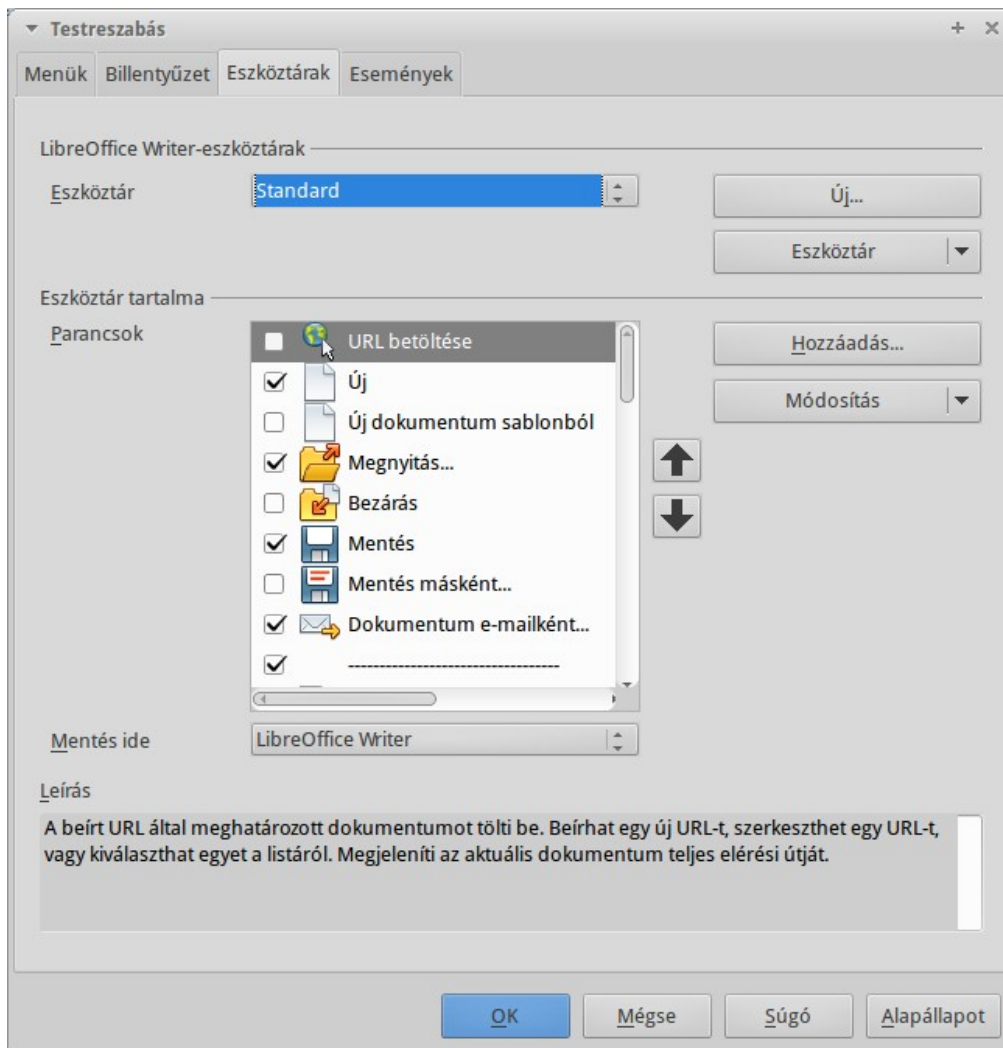 Testreszabás
Menük Billentyűzet Eszköztárak Események
LibreOffice Writer-eszköztárak
Eszköztár Standard Új...
Eszköztár
Eszköztár tartalma
Parancsok URL betöltése Hozzáadás...
Új
Módosítás
Új dokumentum sablonból
Megnyitás...
Bezárás
Mentés
Mentés másként...
Dokumentum e-mailként...
----------------------------------
Mentés ide LibreOffice Writer
Leírás
A beírt URL által meghatározott dokumentumot tölti be. Beírhat egy új URL-t, szerkeszthet egy URL-t,
vagy kiválaszthat egyet a listáról. Megjeleníti az aktuális dokumentum teljes elérési útját.
OK Mégse Súgó Alapállapot